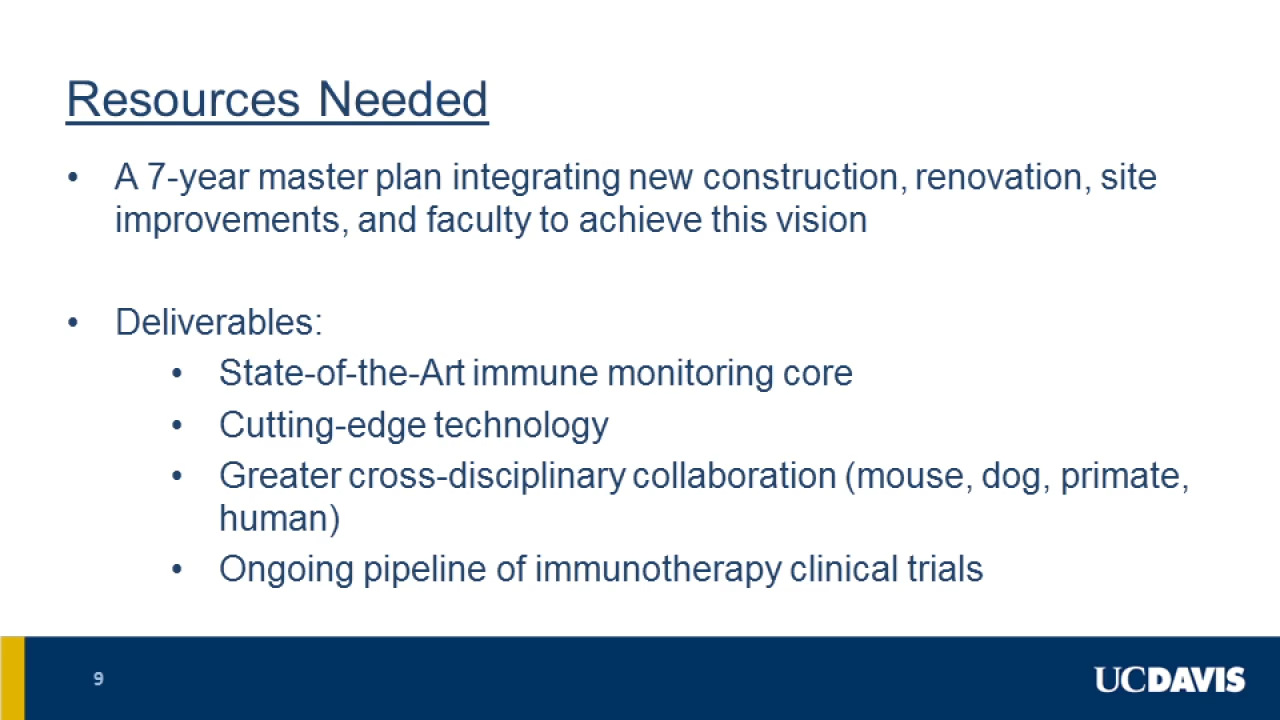 Resources Needed
• A 7-year master plan integrating new construction, renovation, site
improvements, and faculty to achieve this vision
• Deliverables:
• State-of-the-Art immune monitoring core
• Cutting-edge technology
• Greater cross-disciplinary collaboration (mouse, dog, primate,
human)
• Ongoing pipeline of immunotherapy clinical trials
9
UCDAVIS